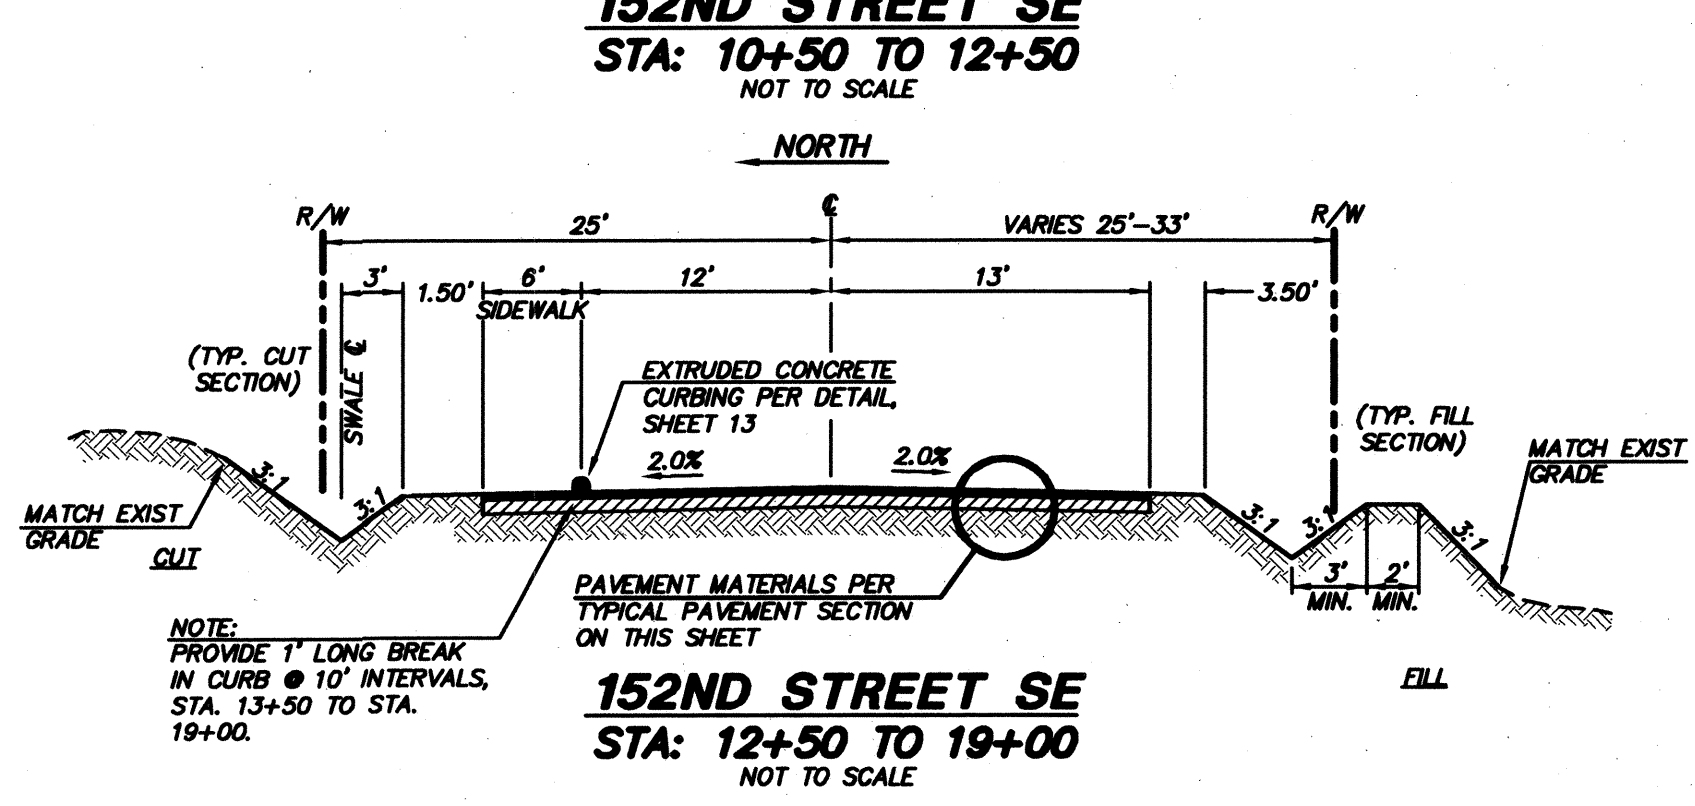 152ND STREET SE
STA: 10+50 TO 12+50
NOT TO SCALE
NORTH
R/W
25'
℄
VARIES 25'-33'
R/W
3'
1.50'
6'
SIDEWALK
12'
13'
3.50'
(TYP. CUT
SECTION)
SWALE ℄
EXTRUDED CONCRETE
CURBING PER DETAIL,
SHEET 13
(TYP. FILL
SECTION)
2.0%
2.0%
MATCH EXIST
GRADE
3:1
3:1
3:1
3:1
3:1
MATCH EXIST
GRADE
CUT
3'
MIN.
2'
MIN.
PAVEMENT MATERIALS PER
TYPICAL PAVEMENT SECTION
ON THIS SHEET
NOTE:
PROVIDE 1' LONG BREAK
IN CURB @ 10' INTERVALS,
STA. 13+50 TO STA.
19+00.
FILL
152ND STREET SE
STA: 12+50 TO 19+00
NOT TO SCALE